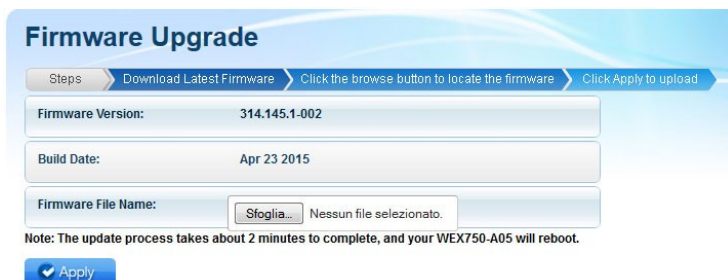 Firmware Upgrade
Steps Download Latest Firmware Click the browse button to locate the firmware Click Apply to upload
Firmware Version: 314.145.1-002
Build Date: Apr 23 2015
Firmware File Name: Sfoglia... Nessun file selezionato.
Note: The update process takes about 2 minutes to complete, and your WEX750-A05 will reboot.
Apply